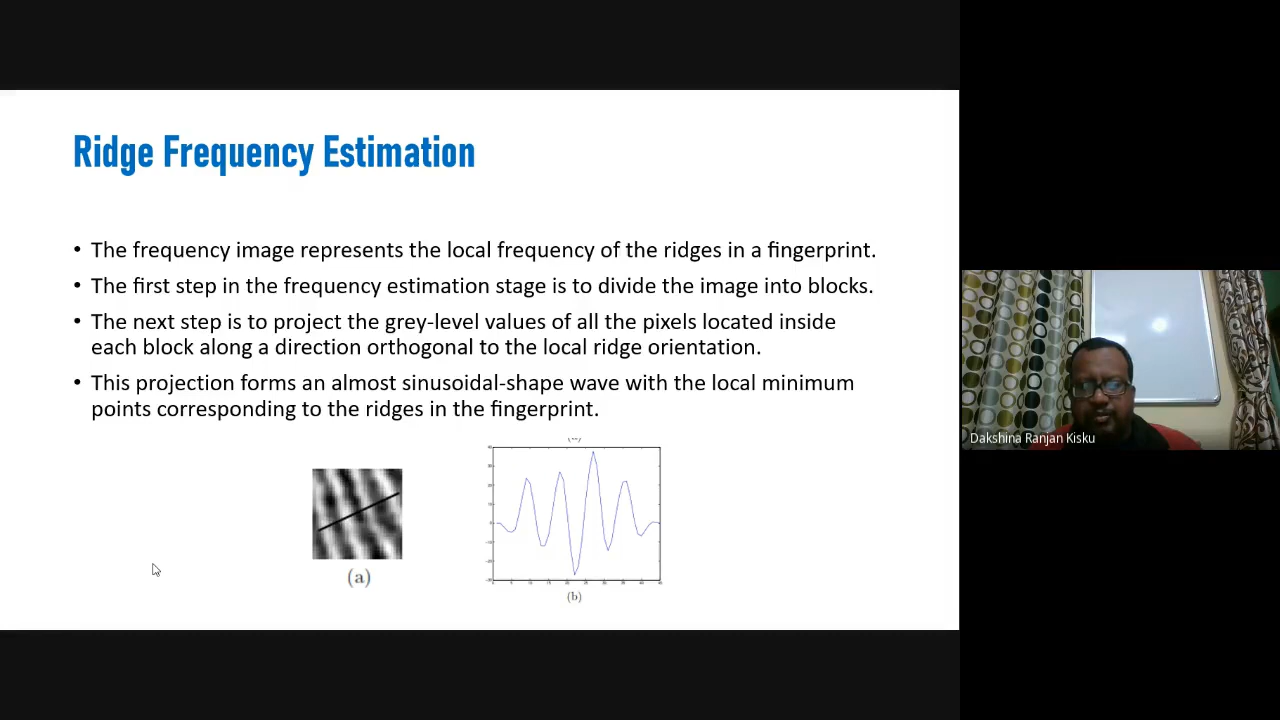 Ridge Frequency Estimation
• The frequency image represents the local frequency of the ridges in a fingerprint.
• The first step in the frequency estimation stage is to divide the image into blocks.
• The next step is to project the grey-level values of all the pixels located inside
each block along a direction orthogonal to the local ridge orientation.
• This projection forms an almost sinusoidal-shape wave with the local minimum
points corresponding to the ridges in the fingerprint.
(a)
(b)
Dakshina Ranjan Kisku